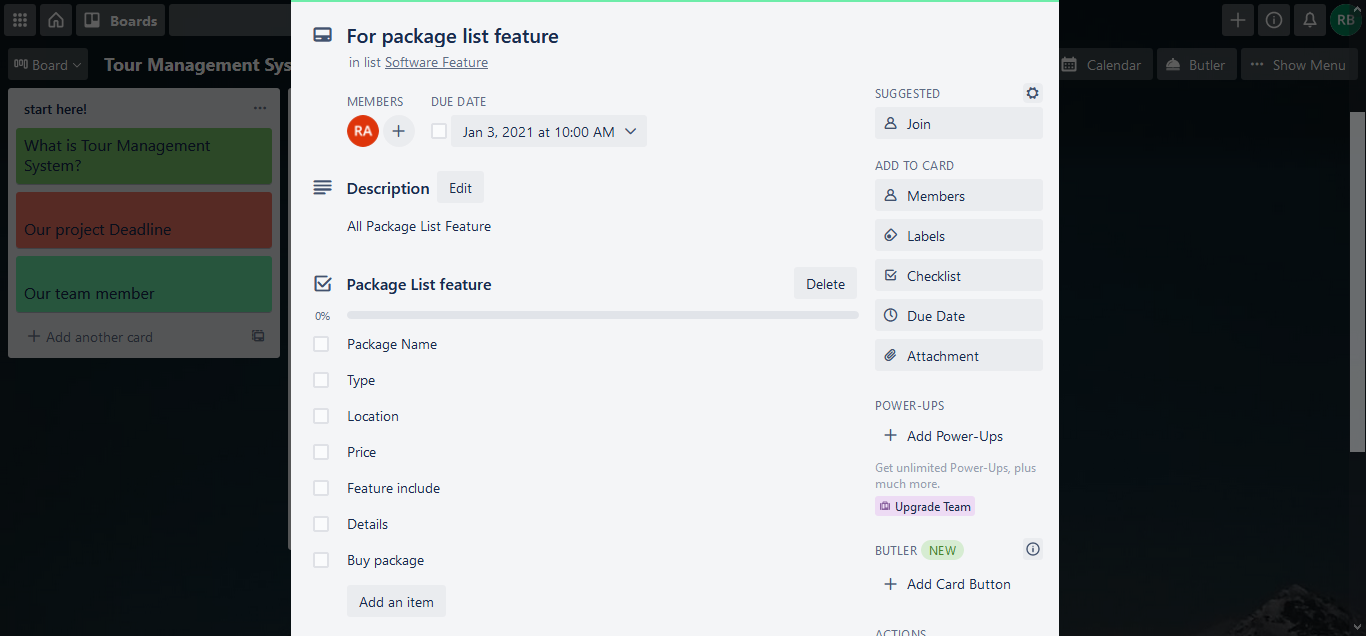 Boards
RB
Board
Tour Management Sys
Calendar
Butler
Show Menu
start here!
What is Tour Management
System?
Our project Deadline
Our team member
Add another card
For package list feature
in list Software Feature
MEMBERS
DUE DATE
RA
Jan 3, 2021 at 10:00 AM
Description
Edit
All Package List Feature
Package List feature
Delete
0%
Package Name
Type
Location
Price
Feature include
Details
Buy package
Add an item
SUGGESTED
Join
ADD TO CARD
Members
Labels
Checklist
Due Date
Attachment
POWER-UPS
Add Power-Ups
Get unlimited Power-Ups, plus
much more.
Upgrade Team
BUTLER NEW
Add Card Button
ACTIONS